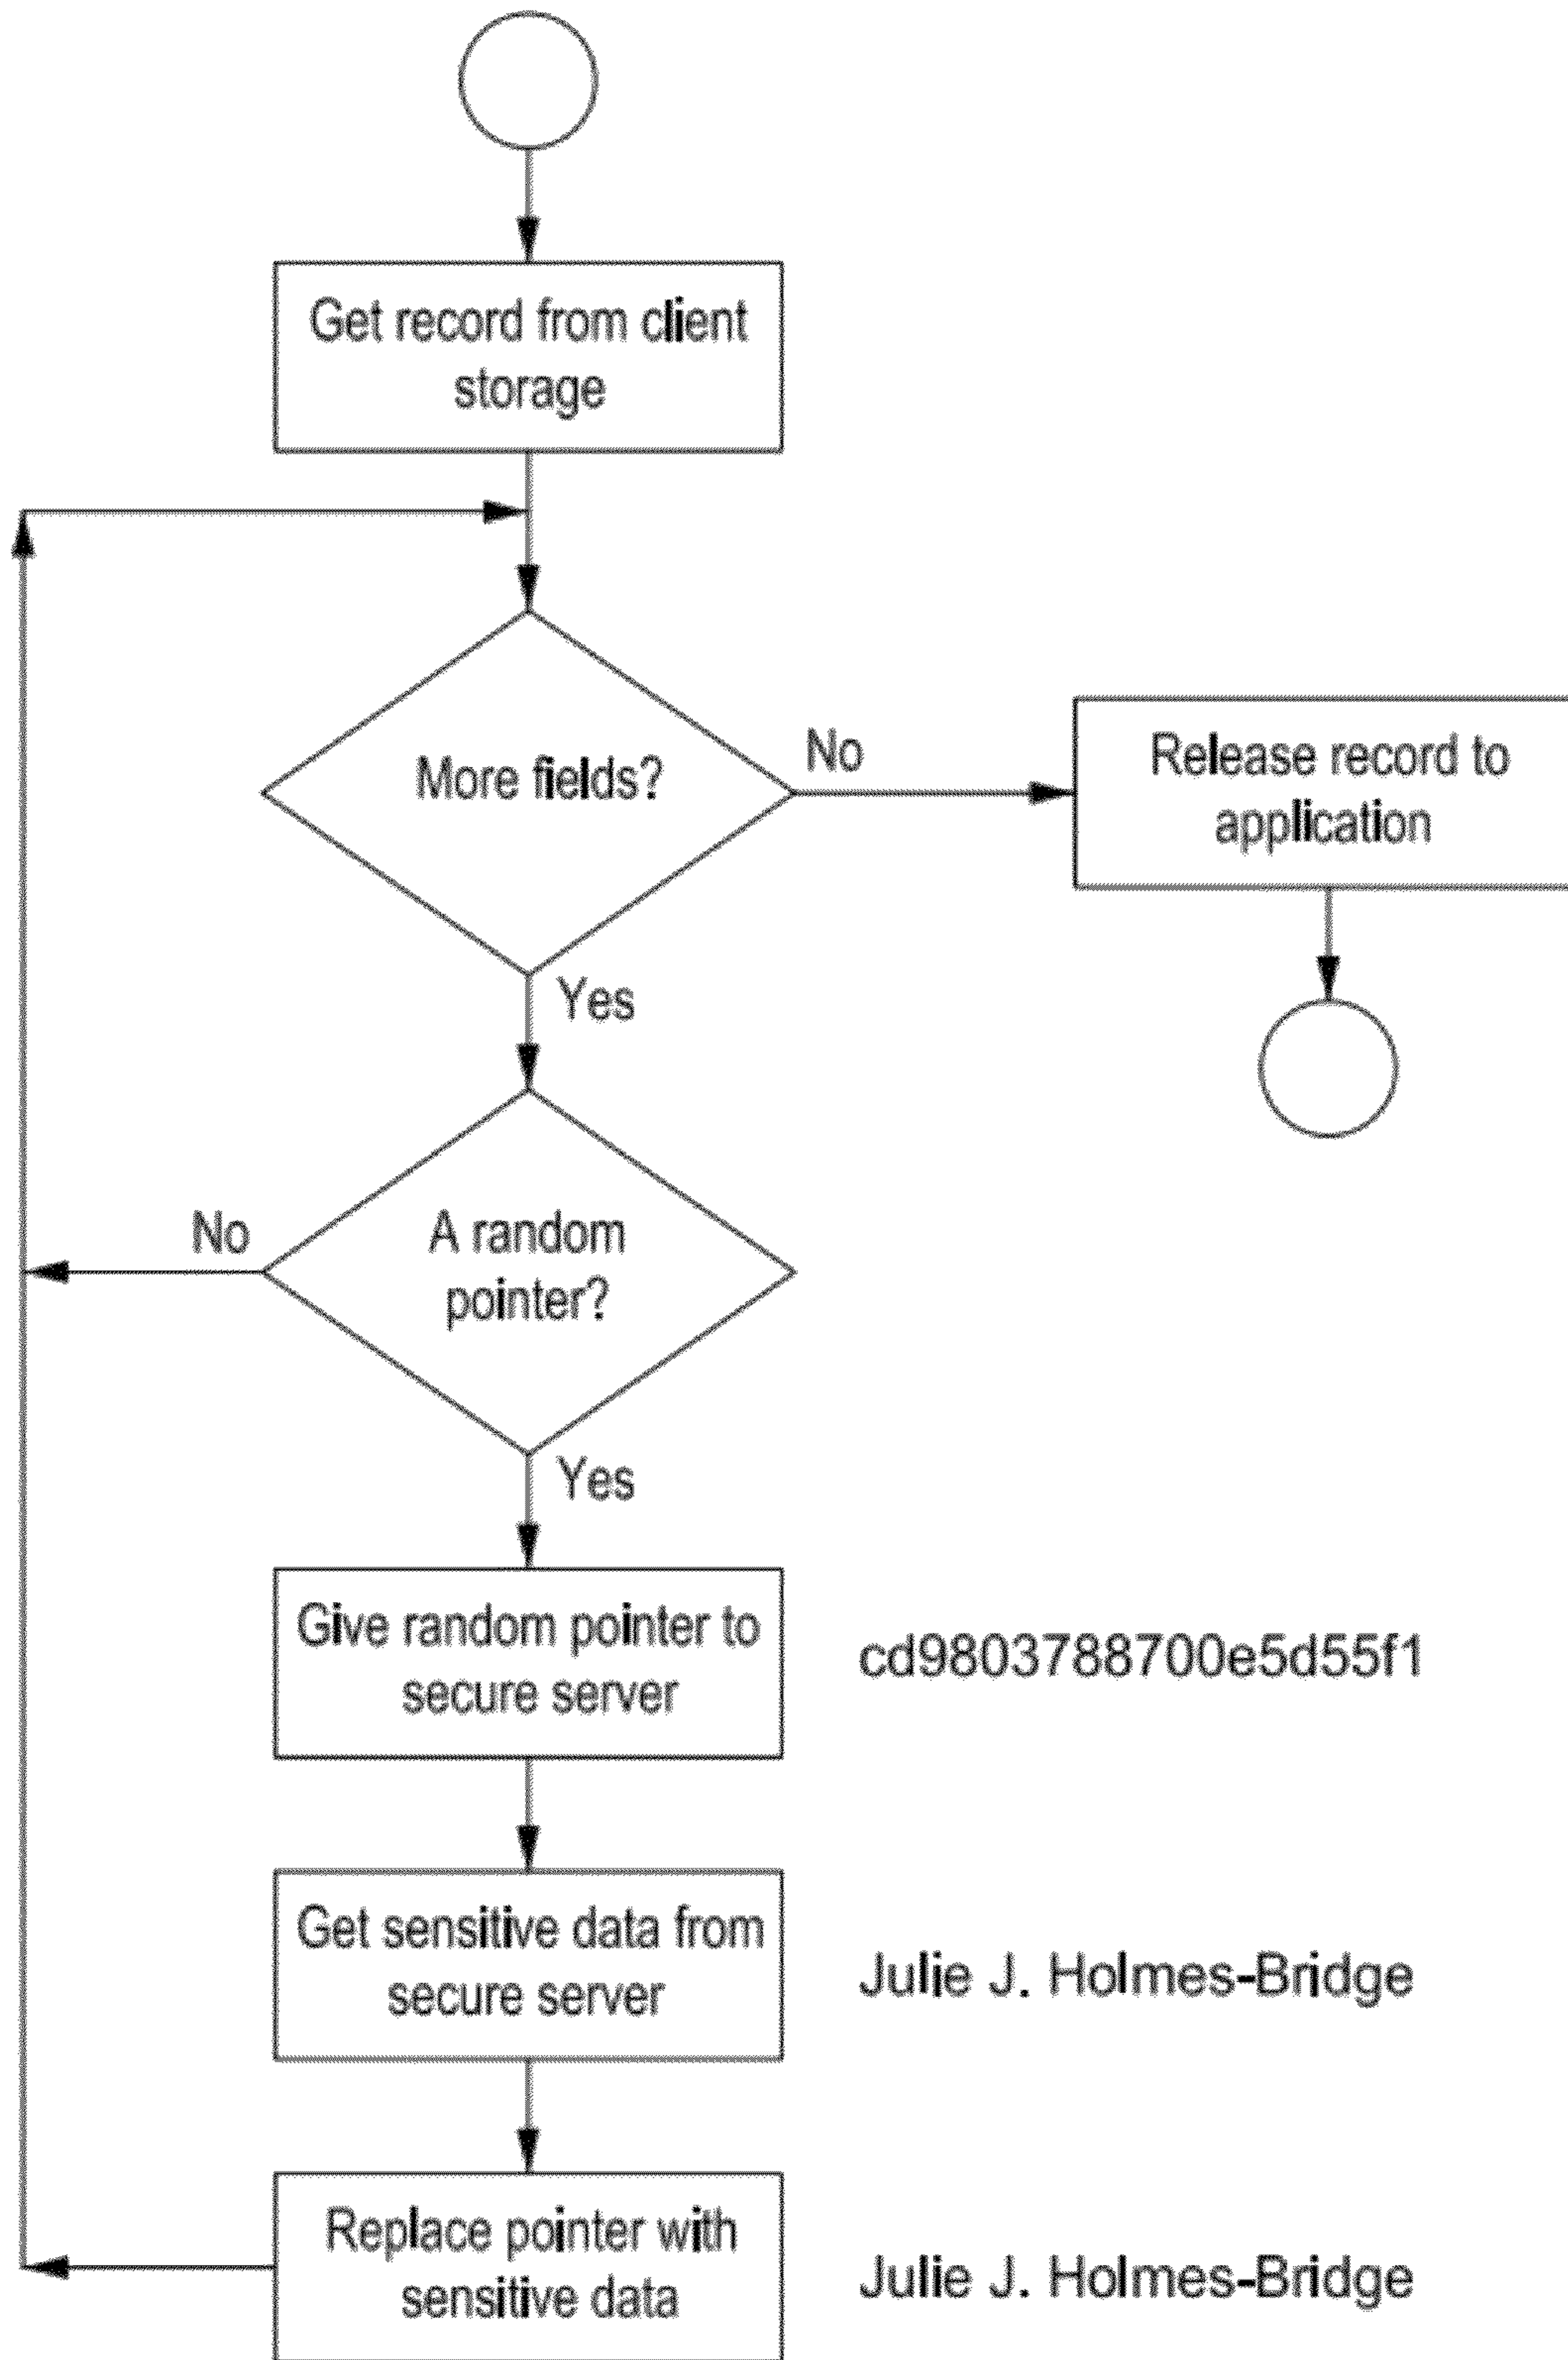 Get record from client
storage
More fields?
No
Release record to
application
Yes
No
A random
pointer?
Yes
Give random pointer to
secure server
cd9803788700e5d55f1
Get sensitive data from
secure server
Julie J. Holmes-Bridge
Replace pointer with
sensitive data
Julie J. Holmes-Bridge